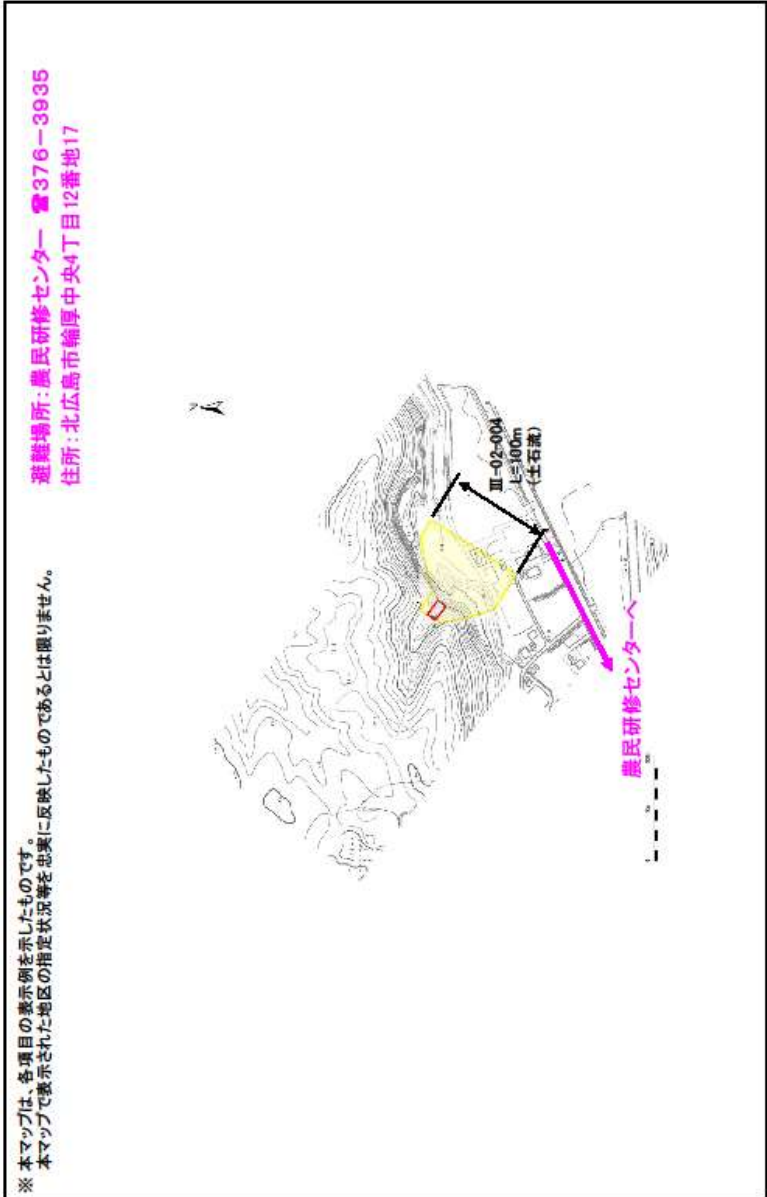 ※ 本マップは、各項目の表示例を示したものです。
本マップで表示された地区の指定状況等を忠実に反映したものであるとは限りません。
避難場所：農民研修センター ☎376－3935
住所：北広島市輪厚中央4丁目12番地17
Ⅲ-02-004
L=100m
(土石流)
農民研修センターへ